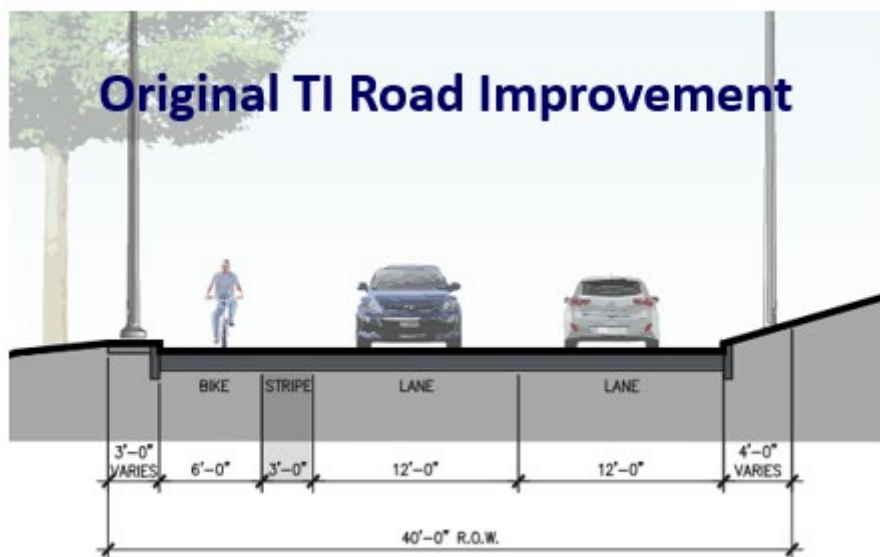 Original TI Road Improvement
BIKE STRIPE LANE LANE
3'-0" VARIES 6'-0" 3'-0" 12'-0" 12'-0" 4'-0" VARIES
40'-0" R.O.W.